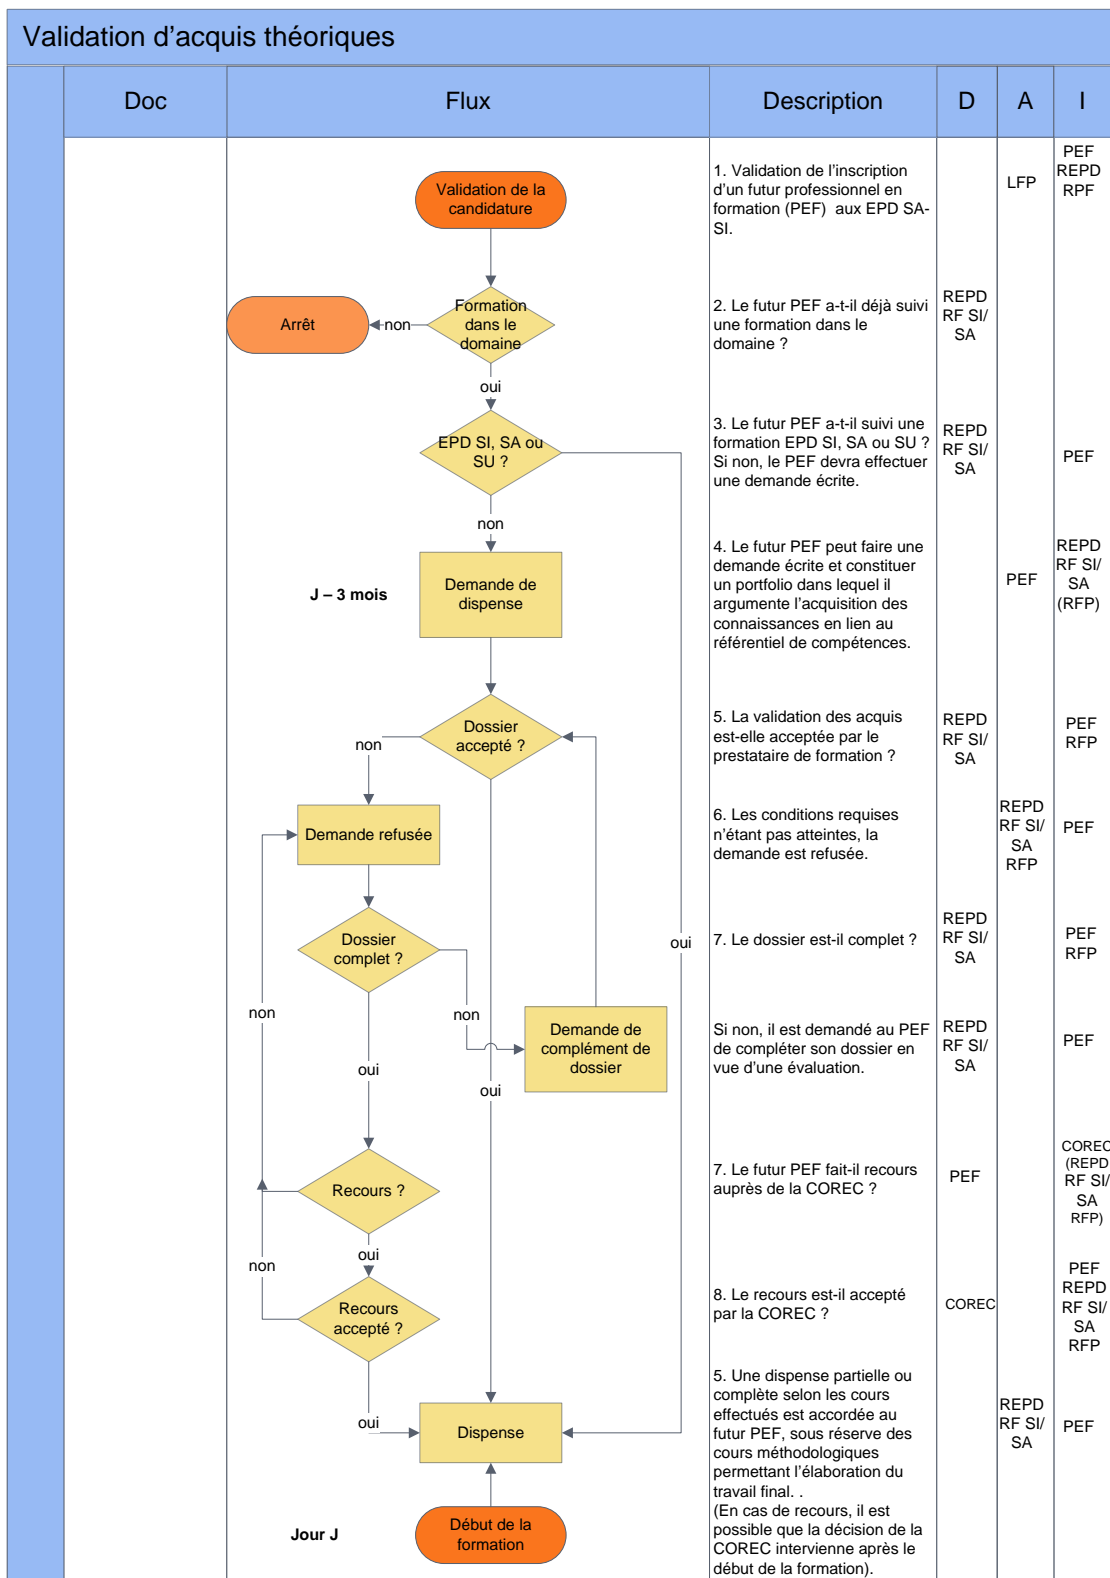 Validation d'acquis théoriques
Doc
Flux
Description
D
A
I
Validation de la
candidature
1. Validation de l'inscription
d'un futur professionnel en
formation (PEF)  aux EPD SA-
SI.
LFP
PEF
REPD
RPF
Arrêt
non
Formation
dans le
domaine
2. Le futur PEF a-t-il déjà suivi
une formation dans le
domaine ?
REPD
RF SI/
SA
oui
EPD SI, SA ou
SU ?
3. Le futur PEF a-t-il suivi une
formation EPD SI, SA ou SU ?
Si non, le PEF devra effectuer
une demande écrite.
REPD
RF SI/
SA
PEF
non
J – 3 mois
Demande de
dispense
4. Le futur PEF peut faire une
demande écrite et constituer
un portfolio dans lequel il
argumente l'acquisition des
connaissances en lien au
référentiel de compétences.
PEF
REPD
RF SI/
SA
(RFP)
Dossier
accepté ?
non
5. La validation des acquis
est-elle acceptée par le
prestataire de formation ?
REPD
RF SI/
SA
PEF
RFP
Demande refusée
6. Les conditions requises
n'étant pas atteintes, la
demande est refusée.
REPD
RF SI/
SA
RFP
PEF
Dossier
complet ?
oui
7. Le dossier est-il complet ?
REPD
RF SI/
SA
PEF
RFP
non
non
Demande de
complément de
dossier
Si non, il est demandé au PEF
de compléter son dossier en
vue d'une évaluation.
REPD
RF SI/
SA
PEF
oui
oui
Recours ?
7. Le futur PEF fait-il recours
auprès de la COREC ?
PEF
COREC
(REPD
RF SI/
SA
RFP)
oui
non
Recours
accepté ?
8. Le recours est-il accepté
par la COREC ?
COREC
PEF
REPD
RF SI/
SA
RFP
oui
Dispense
5. Une dispense partielle ou
complète selon les cours
effectués est accordée au
futur PEF, sous réserve des
cours méthodologiques
permettant l'élaboration du
travail final. .
(En cas de recours, il est
possible que la décision de la
COREC intervienne après le
début de la formation).
REPD
RF SI/
SA
PEF
Jour J
Début de la
formation